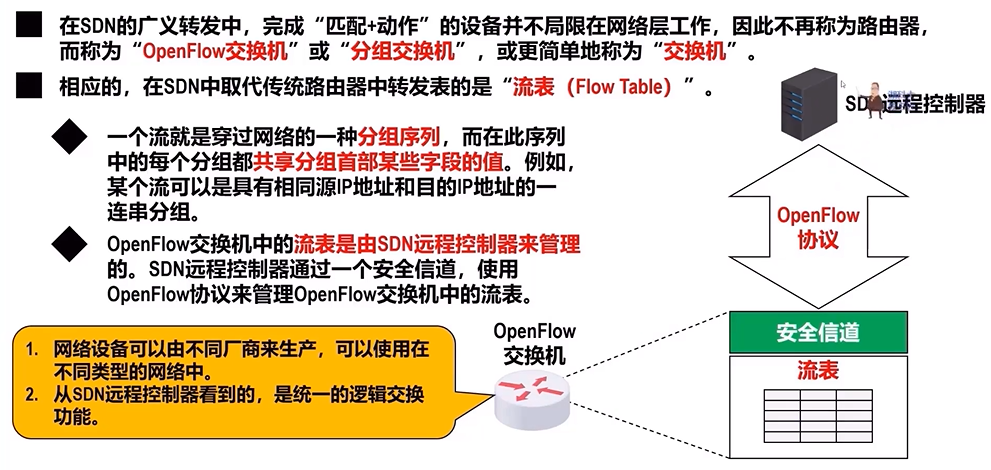 在SDN的广义转发中，完成“匹配+动作”的设备并不局限在网络层工作，因此不再称为路由器，
而称为“OpenFlow交换机”或“分组交换机”，或更简单地称为“交换机”。
相应的，在SDN中取代传统路由器中转发表的是“流表（Flow Table）”。
一个流就是穿过网络的一种分组序列，而在此序列
中的每个分组都共享分组首部某些字段的值。例如，
某个流可以是具有相同源IP地址和目的IP地址的一
连串分组。
OpenFlow交换机中的流表是由SDN远程控制器来管理
的。SDN远程控制器通过一个安全信道，使用
OpenFlow协议来管理OpenFlow交换机中的流表。
1. 网络设备可以由不同厂商来生产，可以使用在
不同类型的网络中。
2. 从SDN远程控制器看到的，是统一的逻辑交换
功能。
OpenFlow
交换机
SDN远程控制器
OpenFlow
协议
安全信道
流表